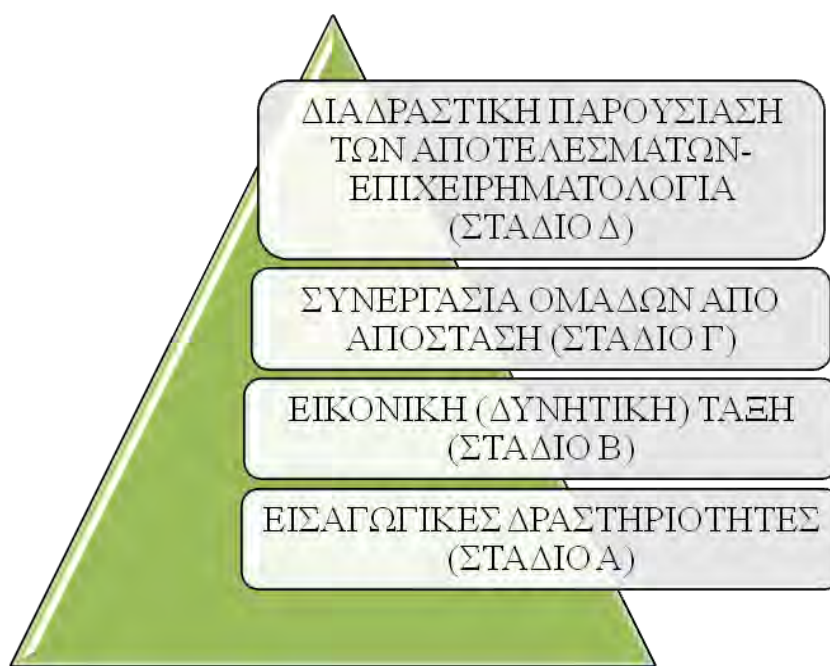 ΔΙΑΔΡΑΣΤΙΚΗ ΠΑΡΟΥΣΙΑΣΗ
ΤΩΝ ΑΠΟΤΕΛΕΣΜΑΤΩΝ-
ΕΠΙΧΕΙΡΗΜΑΤΟΛΟΓΙΑ
(ΣΤΑΔΙΟ Δ)
ΣΥΝΕΡΓΑΣΙΑ ΟΜΑΔΩΝ ΑΠΟ
ΑΠΟΣΤΑΣΗ (ΣΤΑΔΙΟ Γ)
ΕΙΚΟΝΙΚΗ (ΔΥΝΗΤΙΚΗ) ΤΑΞΗ
(ΣΤΑΔΙΟ Β)
ΕΙΣΑΓΩΓΙΚΕΣ ΔΡΑΣΤΗΡΙΟΤΗΤΕΣ
(ΣΤΑΔΙΟ Α)